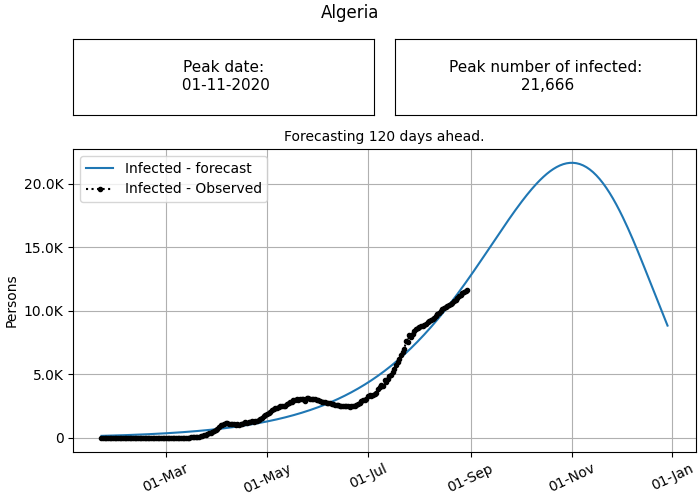 Algeria
Peak date:
01-11-2020
Peak number of infected:
21,666
Forecasting 120 days ahead.
Infected - forecast
Infected - Observed
20.0K
15.0K
10.0K
5.0K
0
Persons
01-Mar
01-May
01-Jul
01-Sep
01-Nov
01-Jan